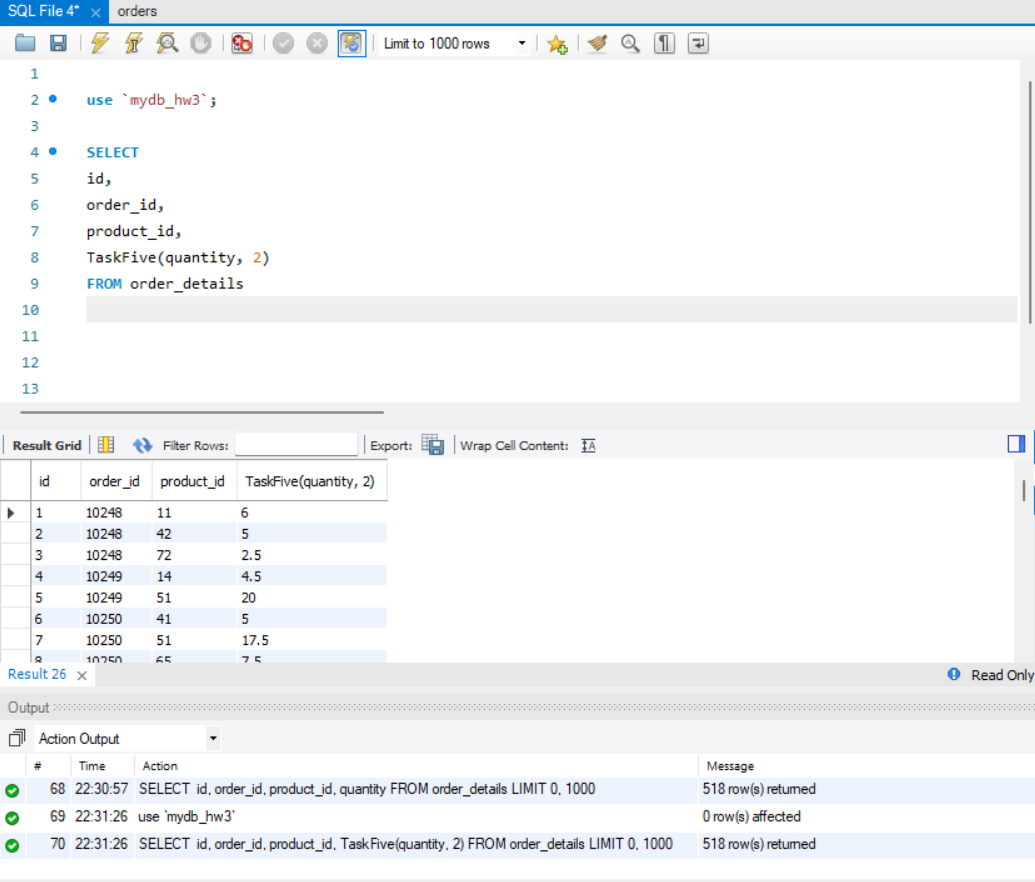 SQL File 4* × orders
Limit to 1000 rows
1
2 use `mydb_hw3`;
3
4 SELECT
5 id,
6 order_id,
7 product_id,
8 TaskFive(quantity, 2)
9 FROM order_details
10
11
12
13
Result Grid Filter Rows: Export: Wrap Cell Content: IA
id order_id product_id TaskFive(quantity, 2)
1 10248 11 6
2 10248 42 5
3 10248 72 2.5
4 10249 14 4.5
5 10249 51 20
6 10250 41 5
7 10250 51 17.5
8 10250 65 7.5
Result 26 × Read Only
Output
Action Output
# Time Action Message
68 22:30:57 SELECT id, order_id, product_id, quantity FROM order_details LIMIT 0, 1000 518 row(s) returned
69 22:31:26 use `mydb_hw3` 0 row(s) affected
70 22:31:26 SELECT id, order_id, product_id, TaskFive(quantity, 2) FROM order_details LIMIT 0, 1000 518 row(s) returned